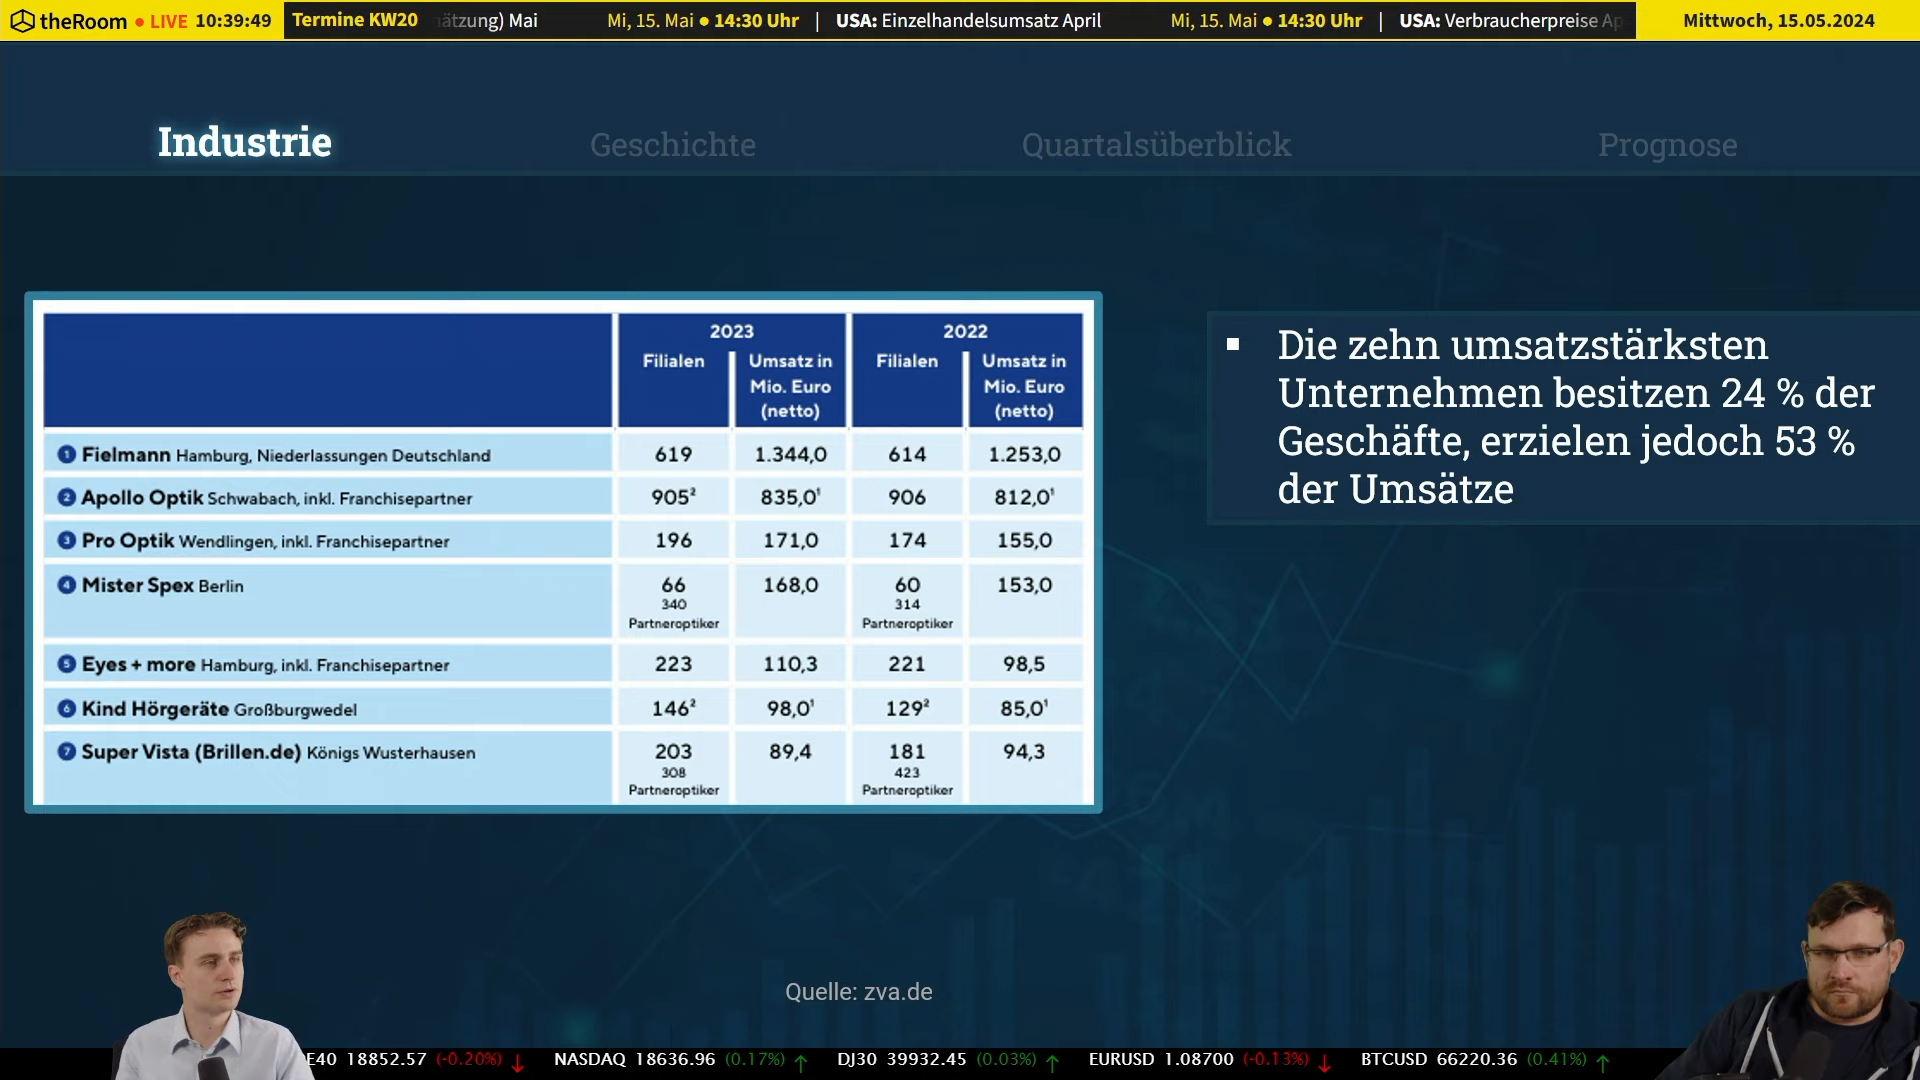 theRoom ● LIVE 10:39:49 Termine KW20 ätzung) Mai Mi, 15. Mai ● 14:30 Uhr | USA: Einzelhandelsumsatz April Mi, 15. Mai ● 14:30 Uhr | USA: Verbraucherpreise Ap Mittwoch, 15.05.2024
Industrie Geschichte Quartalsüberblick Prognose
2023 2022
Filialen Umsatz in Mio. Euro (netto) Filialen Umsatz in Mio. Euro (netto)
1 Fielmann Hamburg, Niederlassungen Deutschland 619 1.344,0 614 1.253,0
2 Apollo Optik Schwabach, inkl. Franchisepartner 905² 835,0¹ 906 812,0¹
3 Pro Optik Wendlingen, inkl. Franchisepartner 196 171,0 174 155,0
4 Mister Spex Berlin 66 168,0 60 153,0
340 314
Partneroptiker Partneroptiker
5 Eyes + more Hamburg, inkl. Franchisepartner 223 110,3 221 98,5
6 Kind Hörgeräte Großburgwedel 146² 98,0¹ 129² 85,0¹
7 Super Vista (Brillen.de) Königs Wusterhausen 203 89,4 181 94,3
308 423
Partneroptiker Partneroptiker
▪ Die zehn umsatzstärksten
Unternehmen besitzen 24 % der
Geschäfte, erzielen jedoch 53 %
der Umsätze
Quelle: zva.de
E40 18852.57 (-0.20%) ↓ NASDAQ 18636.96 (0.17%) ↑ DJ30 39932.45 (0.03%) ↑ EURUSD 1.08700 (-0.13%) ↓ BTCUSD 66220.36 (0.41%) ↑